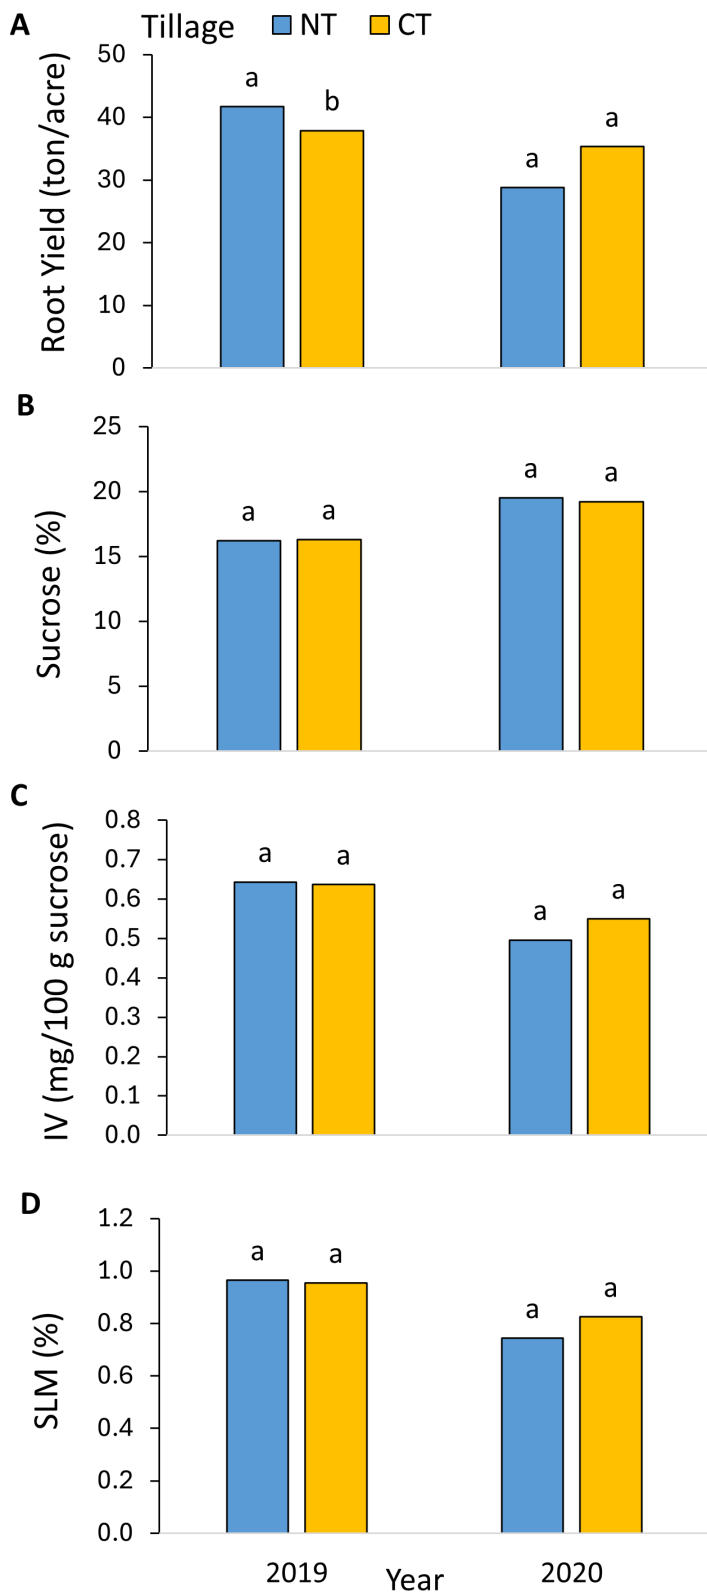 A
Tillage NT CT
50
40
30
20
10
0
Root Yield (ton/acre)
a b a a
B
25
20
15
10
5
0
Sucrose (%)
a a a a
C
0.8
0.7
0.6
0.5
0.4
0.3
0.2
0.1
0.0
IV (mg/100 g sucrose)
a a a a
D
1.2
1.0
0.8
0.6
0.4
0.2
0.0
SLM (%)
a a a a
2019 Year 2020